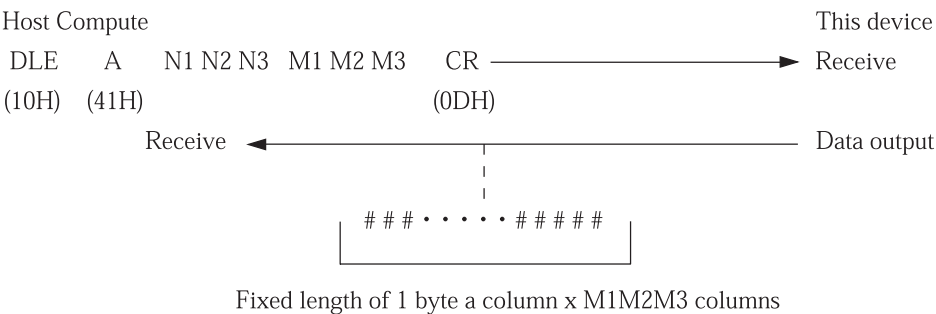 Host Compute This device
DLE A N1 N2 N3 M1 M2 M3 CR Receive
(10H) (41H) (0DH)
Receive Data output
# # # · · · · · # # # # #
Fixed length of 1 byte a column x M1M2M3 columns